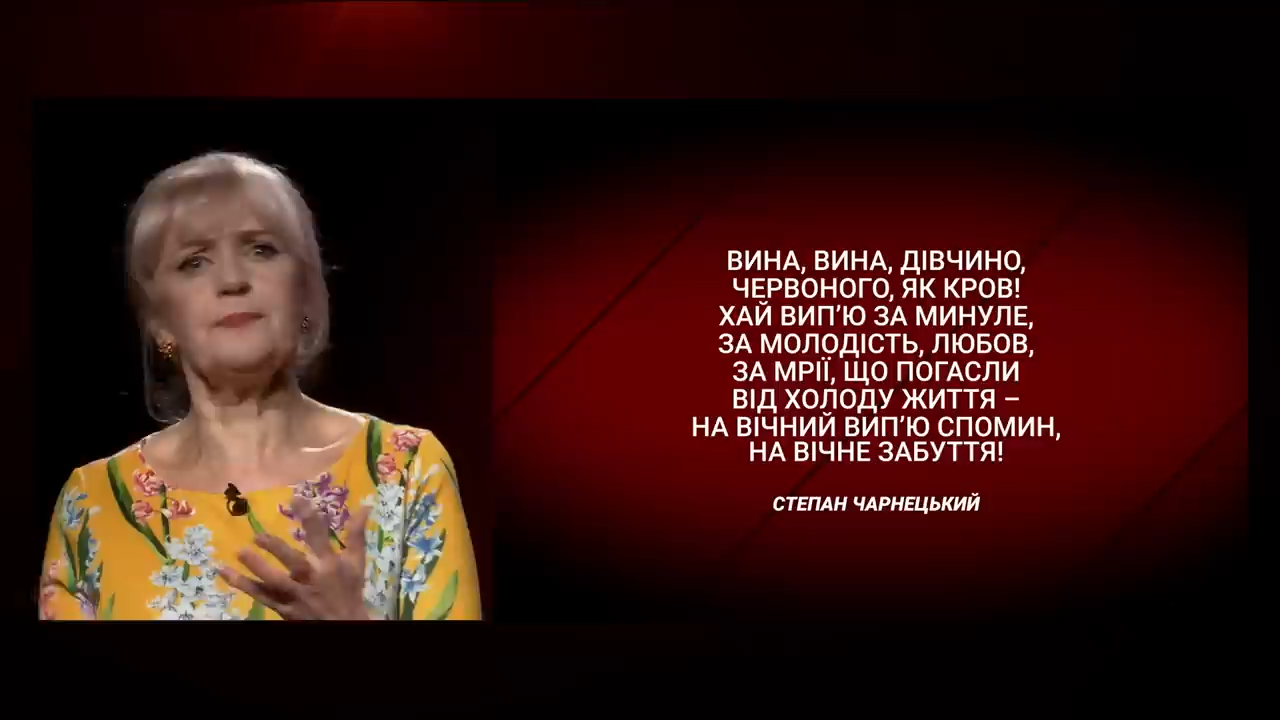 ВИНА, ВИНА, ДІВЧИНО,
ЧЕРВОНОГО, ЯК КРОВ!
ХАЙ ВИП’Ю ЗА МИНУЛЕ,
ЗА МОЛОДІСТЬ, ЛЮБОВ,
ЗА МРІЇ, ЩО ПОГАСЛИ
ВІД ХОЛОДУ ЖИТТЯ –
НА ВІЧНИЙ ВИП’Ю СПОМИН,
НА ВІЧНЕ ЗАБУТТЯ!
СТЕПАН ЧАРНЕЦЬКИЙ